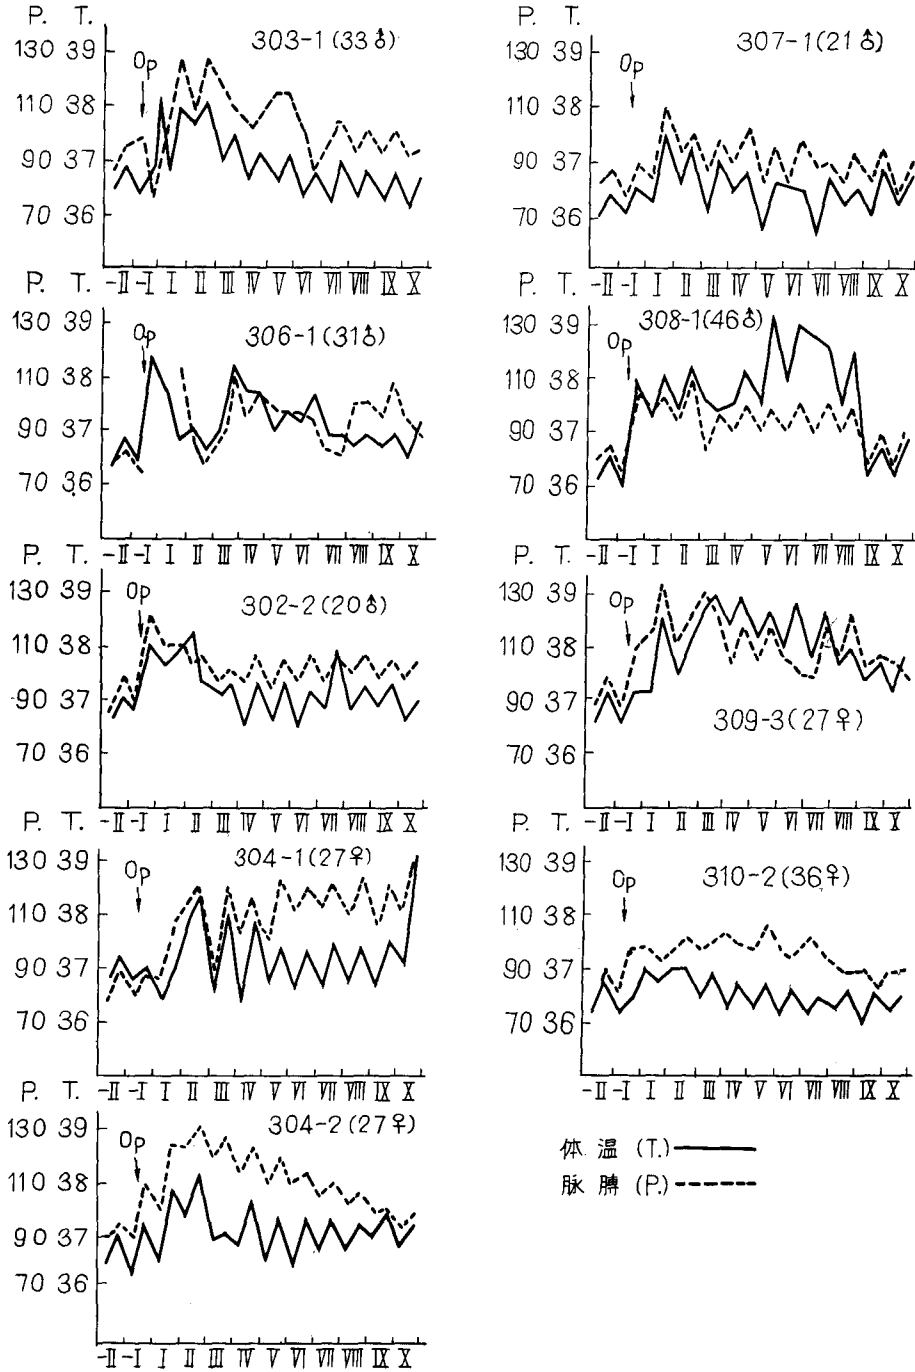 P. T.
303-1 (33♂)
130 39
Op
110 38
90 37
70 36
-II -I I II III IV V VI VII VIII IX X
P. T.
306-1 (31♂)
130 39
Op
110 38
90 37
70 36
-II -I I II III IV V VI VII VIII IX X
P. T.
302-2 (20♂)
130 39
Op
110 38
90 37
70 36
-II -I I II III IV V VI VII VIII IX X
P. T.
304-1 (27♀)
130 39
Op
110 38
90 37
70 36
-II -I I II III IV V VI VII VIII IX X
P. T.
304-2 (27♀)
130 39
Op
110 38
90 37
70 36
-II -I I II III IV V VI VII VIII IX X
P. T.
307-1 (21♂)
130 39
Op
110 38
90 37
70 36
-II -I I II III IV V VI VII VIII IX X
P. T.
308-1 (46♂)
130 39
Op
110 38
90 37
70 36
-II -I I II III IV V VI VII VIII IX X
P. T.
130 39
Op
110 38
90 37
309-3 (27♀)
70 36
-II -I I II III IV V VI VII VIII IX X
P. T.
130 39
310-2 (36♀)
Op
110 38
90 37
70 36
-II -I I II III IV V VI VII VIII IX X
体温 (T.)
脉膊 (P.)